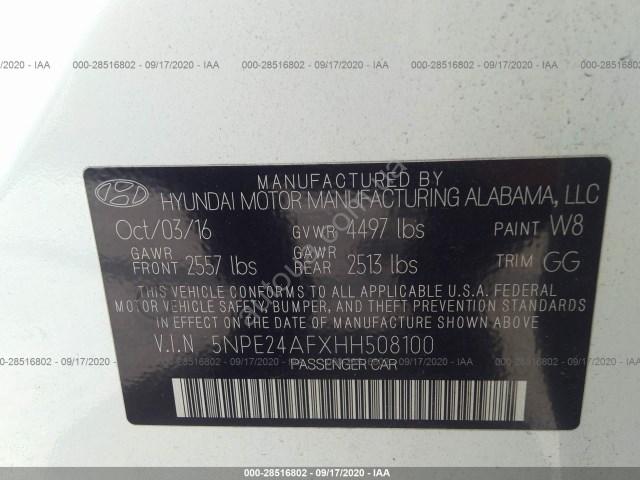 000-28516802 - 09/17/2020 - IAA
MANUFACTURED BY
HYUNDAI MOTOR MANUFACTURING ALABAMA, LLC
Oct/03/16 GVWR 4497 lbs PAINT W8
GAWR FRONT 2557 lbs GAWR REAR 2513 lbs TRIM GG
THIS VEHICLE CONFORMS TO ALL APPLICABLE U.S.A. FEDERAL
MOTOR VEHICLE SAFETY, BUMPER, AND THEFT PREVENTION STANDARDS
IN EFFECT ON THE DATE OF MANUFACTURE SHOWN ABOVE.
V.I.N 5NPE24AFXHH508100
PASSENGER CAR
000-28516802 - 09/17/2020 - IAA